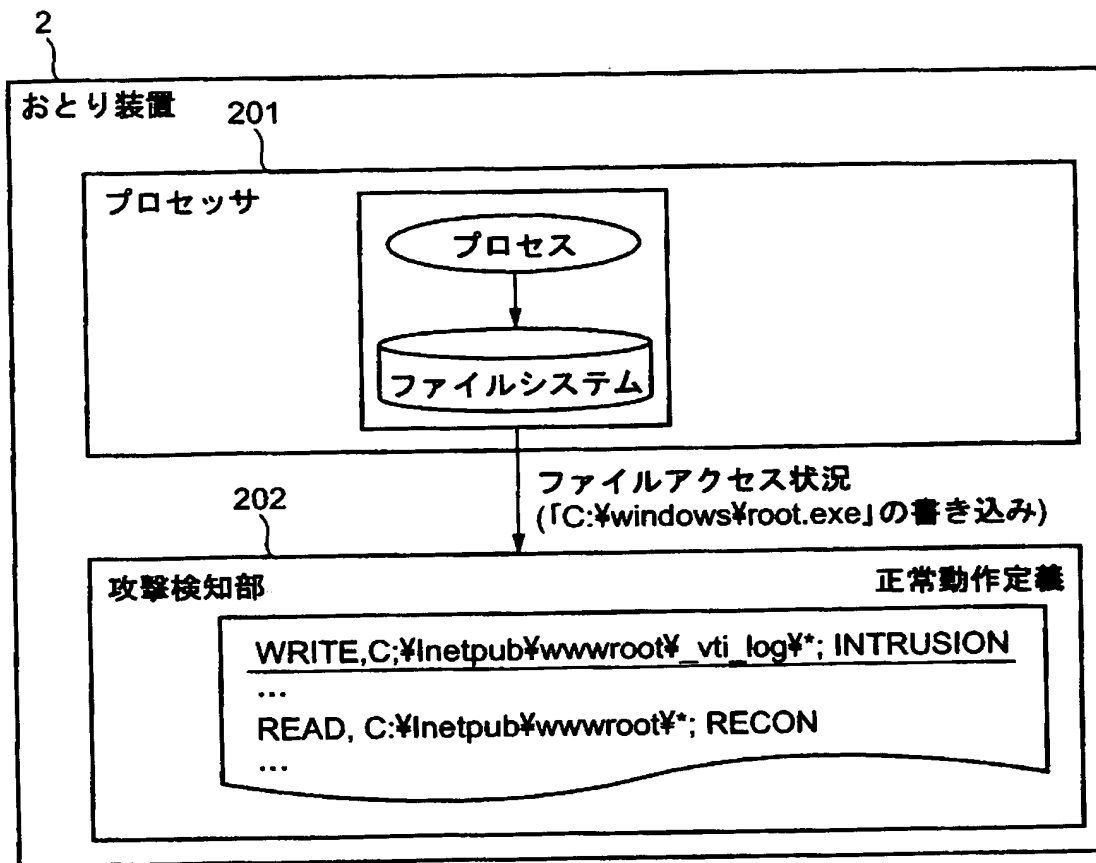 2
おとり装置
201
プロセッサ
プロセス
ファイルシステム
ファイルアクセス状況
(「C:¥windows¥root.exe」の書き込み)
202
攻撃検知部
正常動作定義
WRITE,C;¥Inetpub¥wwwroot¥_vti_log¥*; INTRUSION
...
READ, C:¥Inetpub¥wwwroot¥*; RECON
...